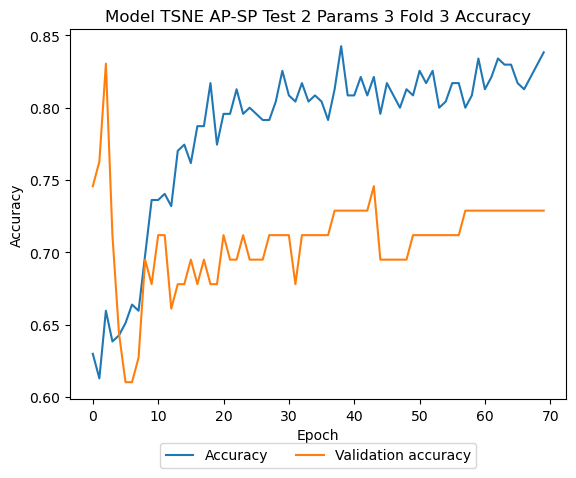 Model TSNE AP-SP Test 2 Params 3 Fold 3 Accuracy
0.85
0.80
0.75
0.70
0.65
0.60
Accuracy
0 10 20 30 40 50 60 70
Epoch
Accuracy Validation accuracy